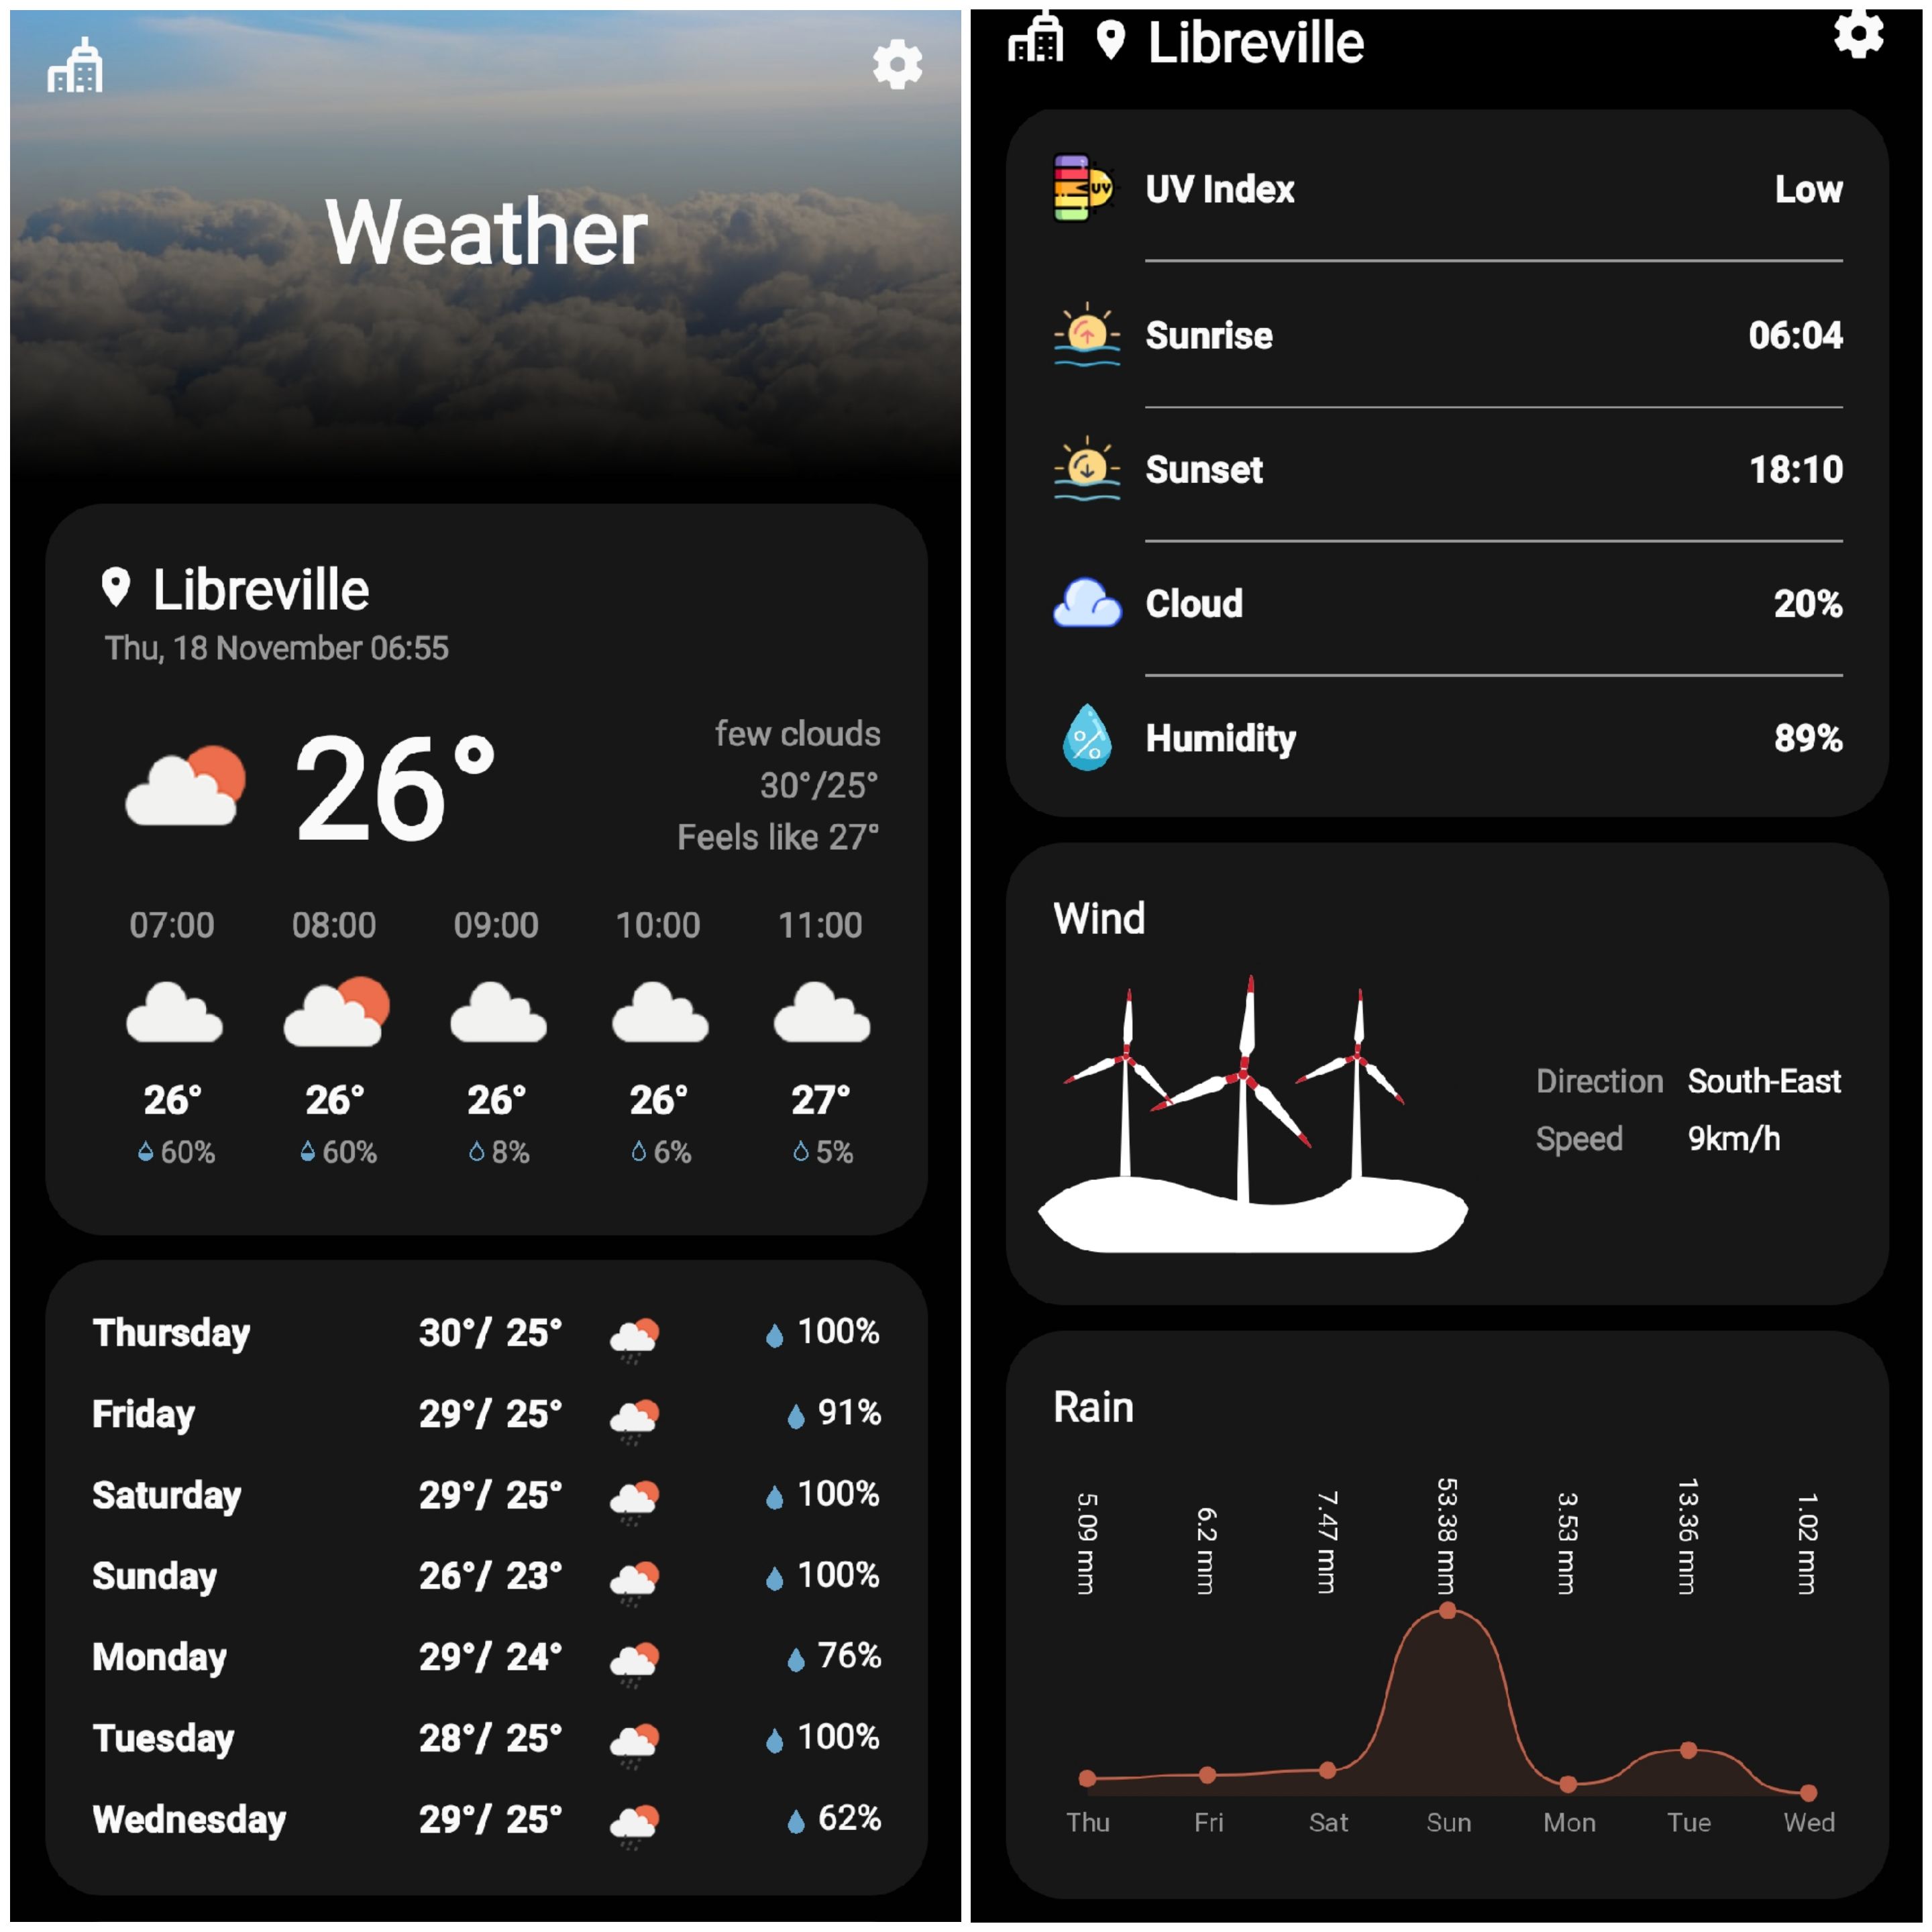 Weather
Libreville
Thu, 18 November 06:55
26°
few clouds
30°/25°
Feels like 27°
07:00 08:00 09:00 10:00 11:00
26° 26° 26° 26° 27°
60% 60% 8% 6% 5%
Thursday 30°/ 25° 100%
Friday 29°/ 25° 91%
Saturday 29°/ 25° 100%
Sunday 26°/ 23° 100%
Monday 29°/ 24° 76%
Tuesday 28°/ 25° 100%
Wednesday 29°/ 25° 62%
Libreville
UV
UV Index Low
Sunrise 06:04
Sunset 18:10
Cloud 20%
%
Humidity 89%
Wind
Direction South-East
Speed 9km/h
Rain
5.09 mm 6.2 mm 7.47 mm 53.38 mm 3.53 mm 13.36 mm 1.02 mm
Thu Fri Sat Sun Mon Tue Wed